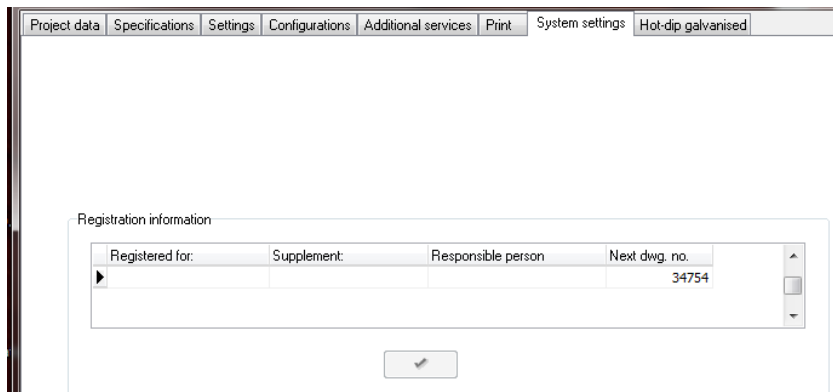 Project data Specifications Settings Configurations Additional services Print System settings Hot-dip galvanised
Registration information
Registered for: Supplement: Responsible person Next dwg. no.
34754